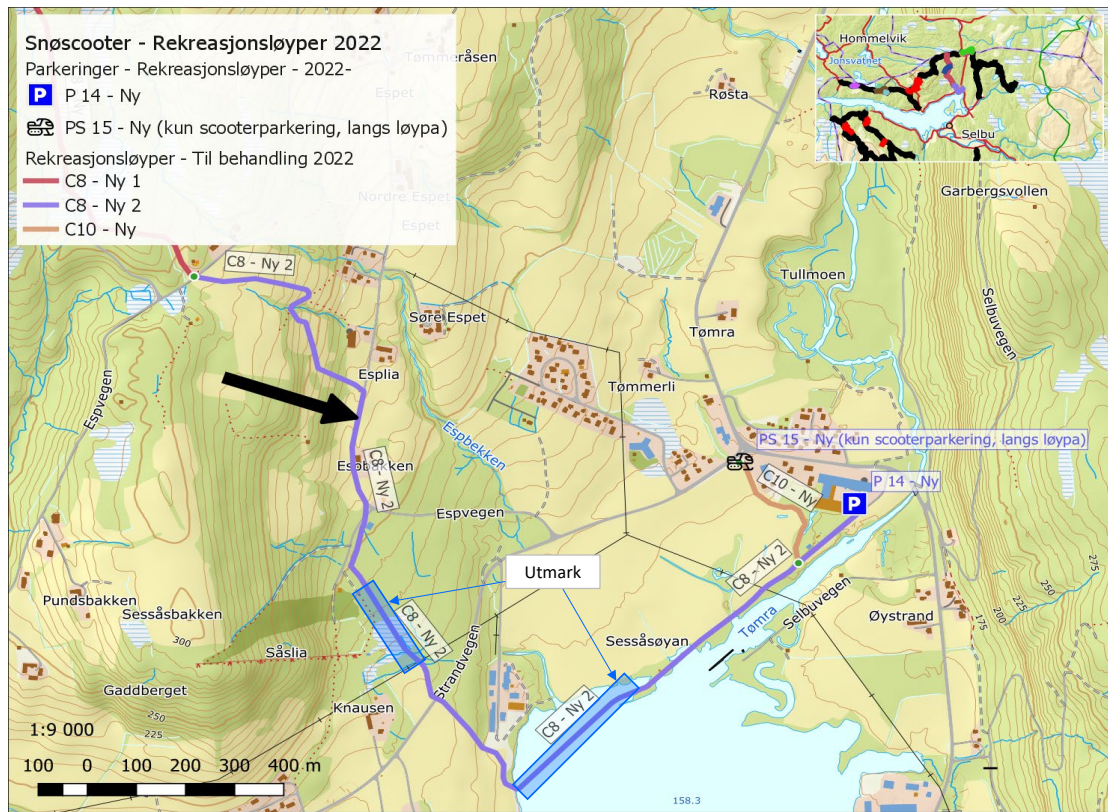 Snøscooter - Rekreasjonsløyper 2022
Parkeringer - Rekreasjonsløyper - 2022-
P P 14 - Ny
PS 15 - Ny (kun scooterparkering, langs løypa)
Rekreasjonsløyper - Til behandling 2022
C8 - Ny 1
C8 - Ny 2
C10 - Ny
Tømmeråsen
Espet
Nordre Espet
Espet
Hommelvik
Jonsvatnet
Selbu
Røsta
Garbergsvollen
C8 - Ny 2
Tullmoen
Selbuvegen
Søre Espet
Tømra
Esplia
Tømmerli
Espvegen
Espbekken
PS 15 - Ny (kun scooterparkering, langs løypa)
Espbekken
C8 - Ny 2
C10 - Ny
P 14 - Ny
P
Espvegen
Utmark
C8 - Ny 2
275
250
225
200
175
Pundsbakken
Sessåsbakken
300
C8 - Ny 2
Tømra
Selbuvegen
Øystrand
Såslia
Strandvegen
Sessåsøyan
Gaddberget
Knausen
C8 - Ny 2
250
225
1:9 000
100 0 100 200 300 400 m
158.3